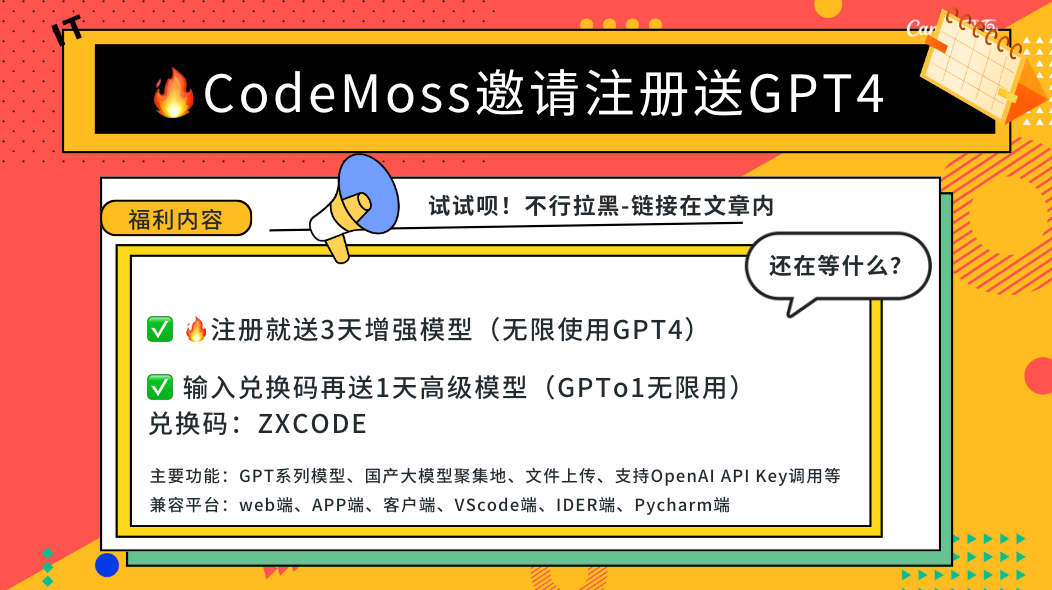 IT
🔥CodeMoss邀请注册送GPT4
试试呗！不行拉黑-链接在文章内
福利内容
还在等什么？
✅ 🔥注册就送3天增强模型（无限使用GPT4）
✅ 输入兑换码再送1天高级模型（GPTo1无限用）
兑换码：ZXCODE
主要功能：GPT系列模型、国产大模型聚集地、文件上传、支持OpenAI API Key调用等
兼容平台：web端、APP端、客户端、VScode端、IDER端、Pycharm端